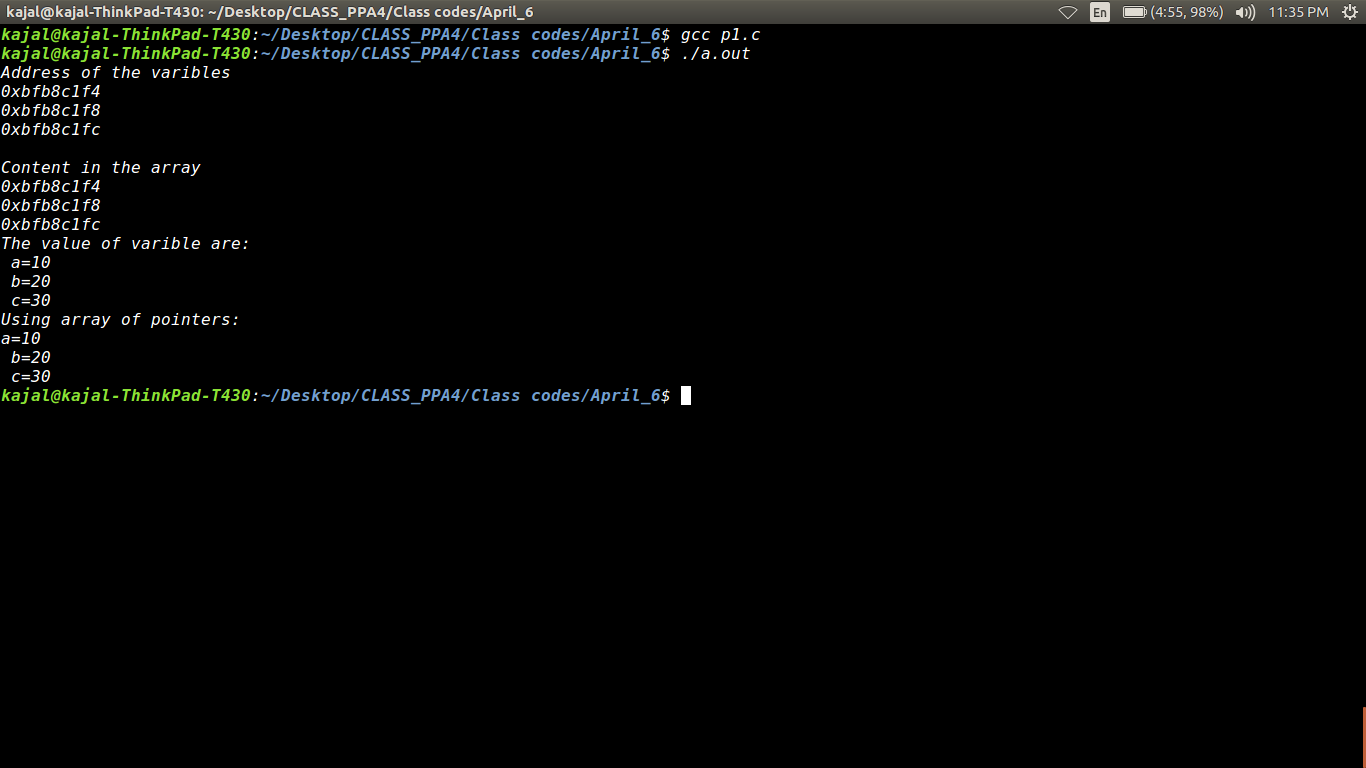 kajal@kajal-ThinkPad-T430: ~/Desktop/CLASS_PPA4/Class codes/April_6 En (4:55, 98%) 11:35 PM
kajal@kajal-ThinkPad-T430:~/Desktop/CLASS_PPA4/Class codes/April_6$ gcc p1.c
kajal@kajal-ThinkPad-T430:~/Desktop/CLASS_PPA4/Class codes/April_6$ ./a.out
Address of the varibles
0xbfb8c1f4
0xbfb8c1f8
0xbfb8c1fc
Content in the array
0xbfb8c1f4
0xbfb8c1f8
0xbfb8c1fc
The value of varible are:
 a=10
 b=20
 c=30
Using array of pointers:
a=10
 b=20
 c=30
kajal@kajal-ThinkPad-T430:~/Desktop/CLASS_PPA4/Class codes/April_6$